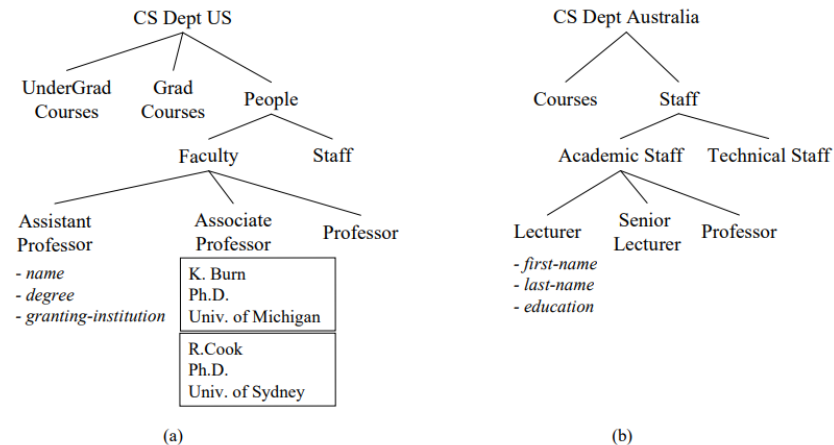 CS Dept US
UnderGrad
Courses
Grad
Courses
People
Faculty
Staff
Assistant
Professor
Associate
Professor
Professor
- name
- degree
- granting-institution
K. Burn
Ph.D.
Univ. of Michigan
R.Cook
Ph.D.
Univ. of Sydney
(a)
CS Dept Australia
Courses
Staff
Academic Staff
Technical Staff
Lecturer
Senior
Lecturer
Professor
- first-name
- last-name
- education
(b)